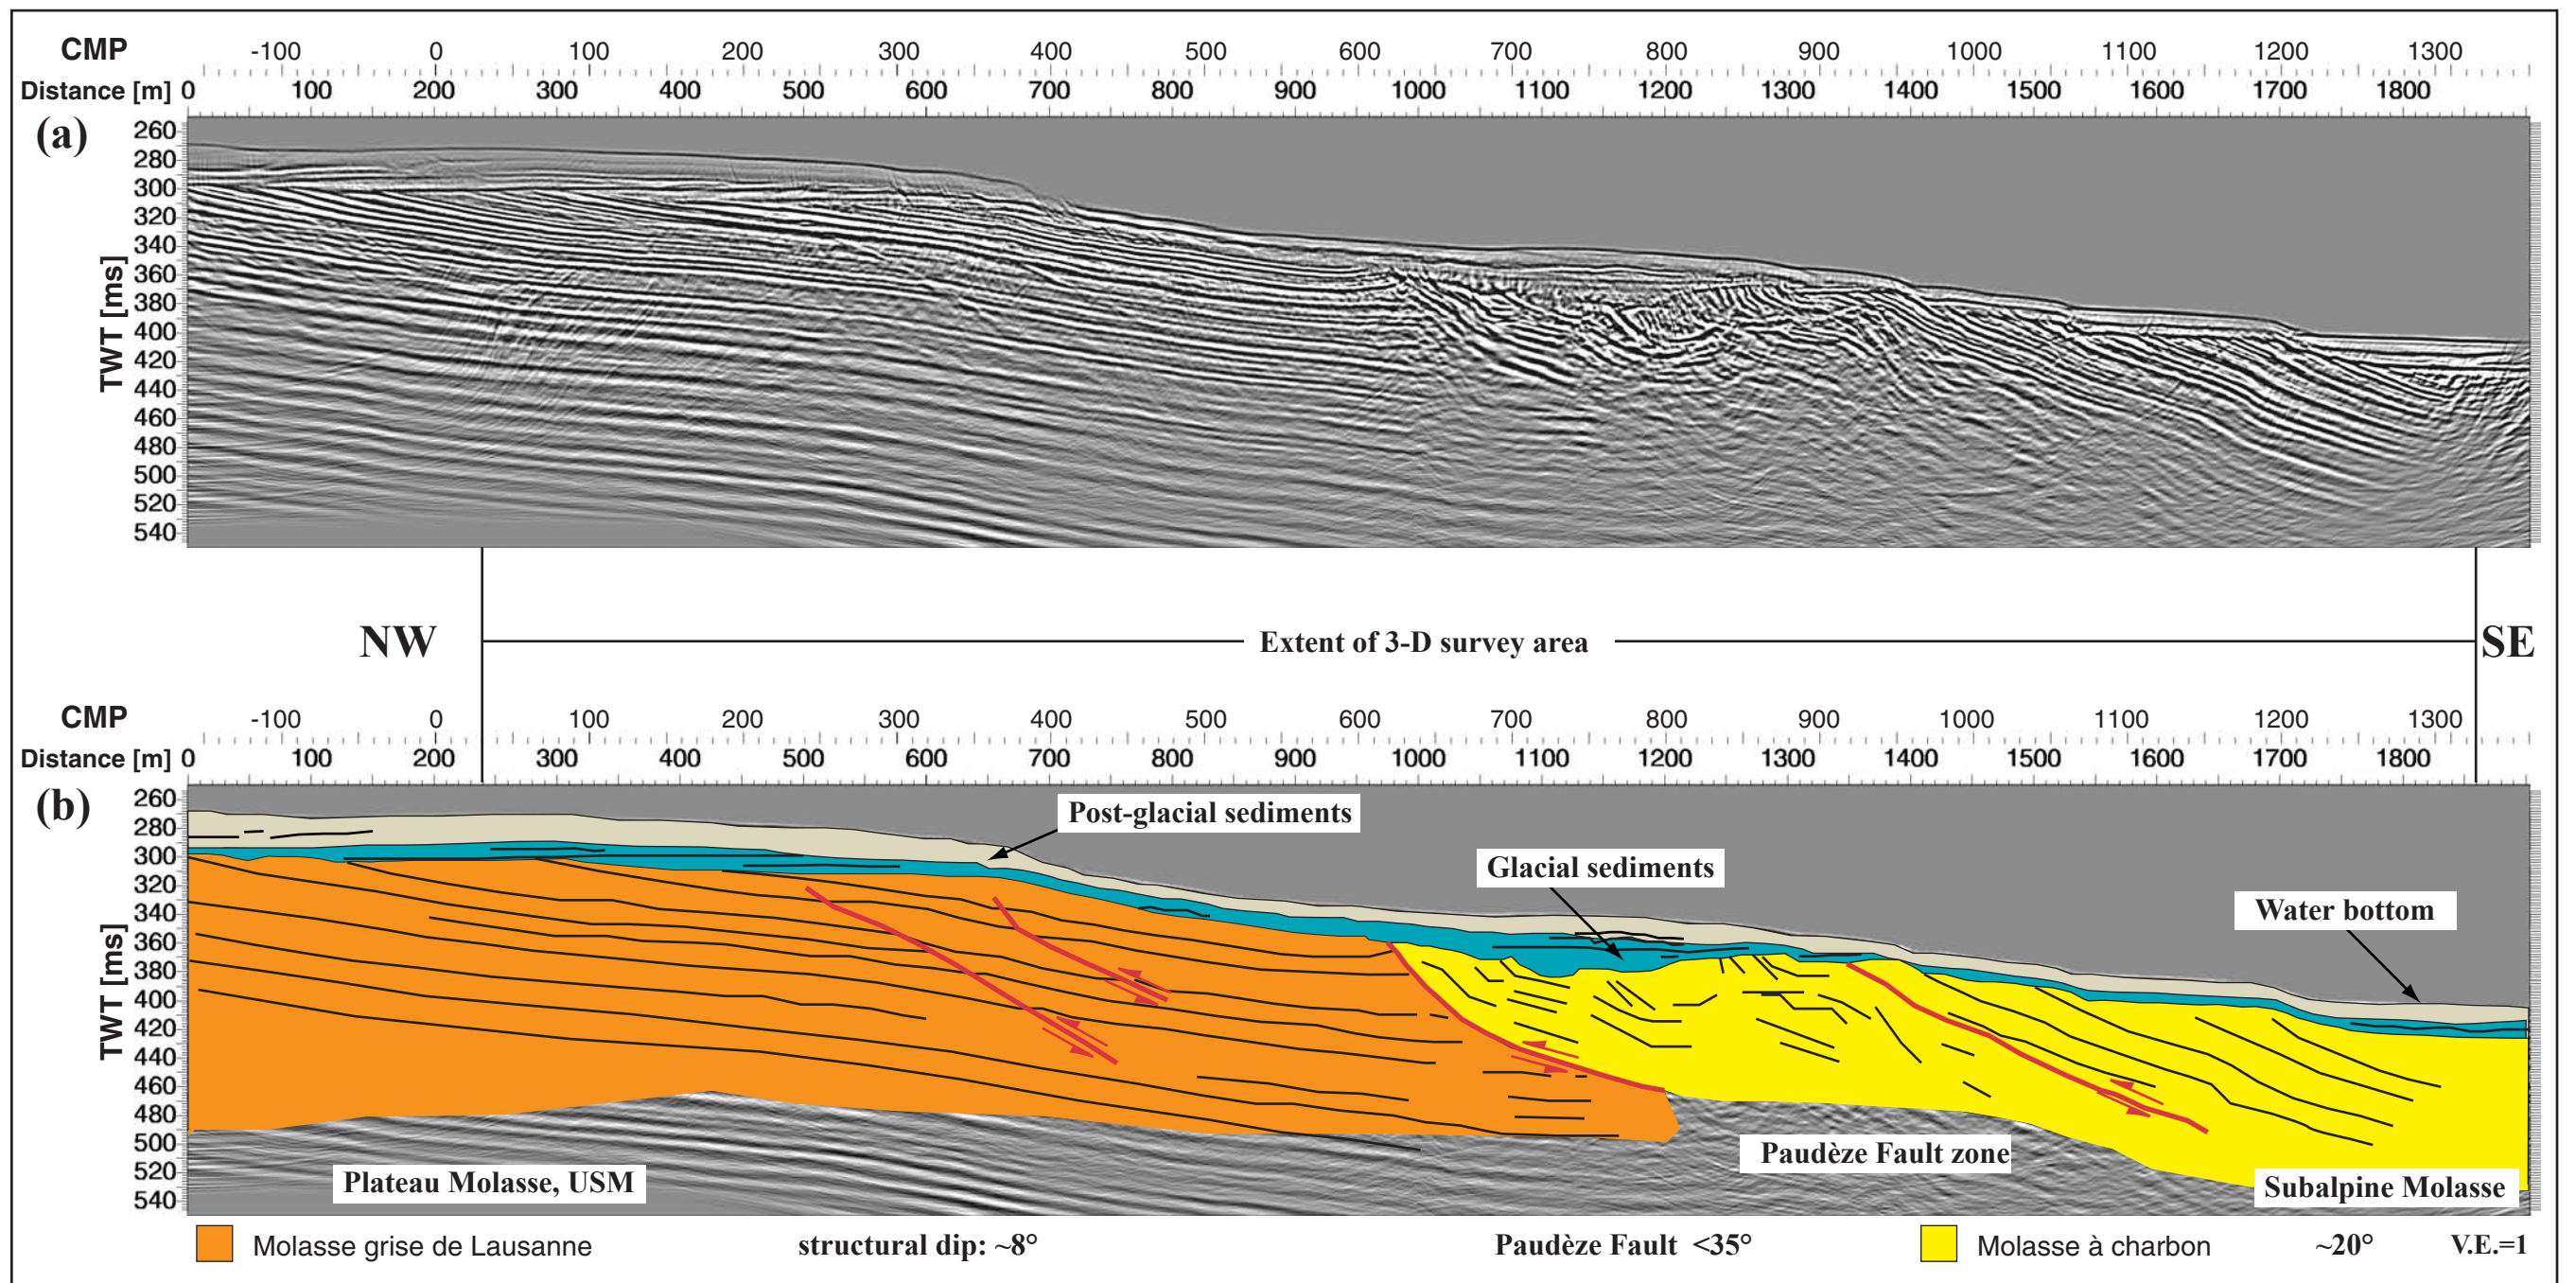 CMP -100 0 100 200 300 400 500 600 700 800 900 1000 1100 1200 1300
Distance [m] 0 100 200 300 400 500 600 700 800 900 1000 1100 1200 1300 1400 1500 1600 1700 1800
(a)
TWT [ms]
260
280
300
320
340
360
380
400
420
440
460
480
500
520
540
NW
Extent of 3-D survey area
SE
CMP -100 0 100 200 300 400 500 600 700 800 900 1000 1100 1200 1300
Distance [m] 0 100 200 300 400 500 600 700 800 900 1000 1100 1200 1300 1400 1500 1600 1700 1800
(b)
TWT [ms]
260
280
300
320
340
360
380
400
420
440
460
480
500
520
540
Post-glacial sediments
Glacial sediments
Water bottom
Paudèze Fault zone
Plateau Molasse, USM
Subalpine Molasse
Molasse grise de Lausanne
structural dip: ~8°
Paudèze Fault <35°
Molasse à charbon
~20°
V.E.=1